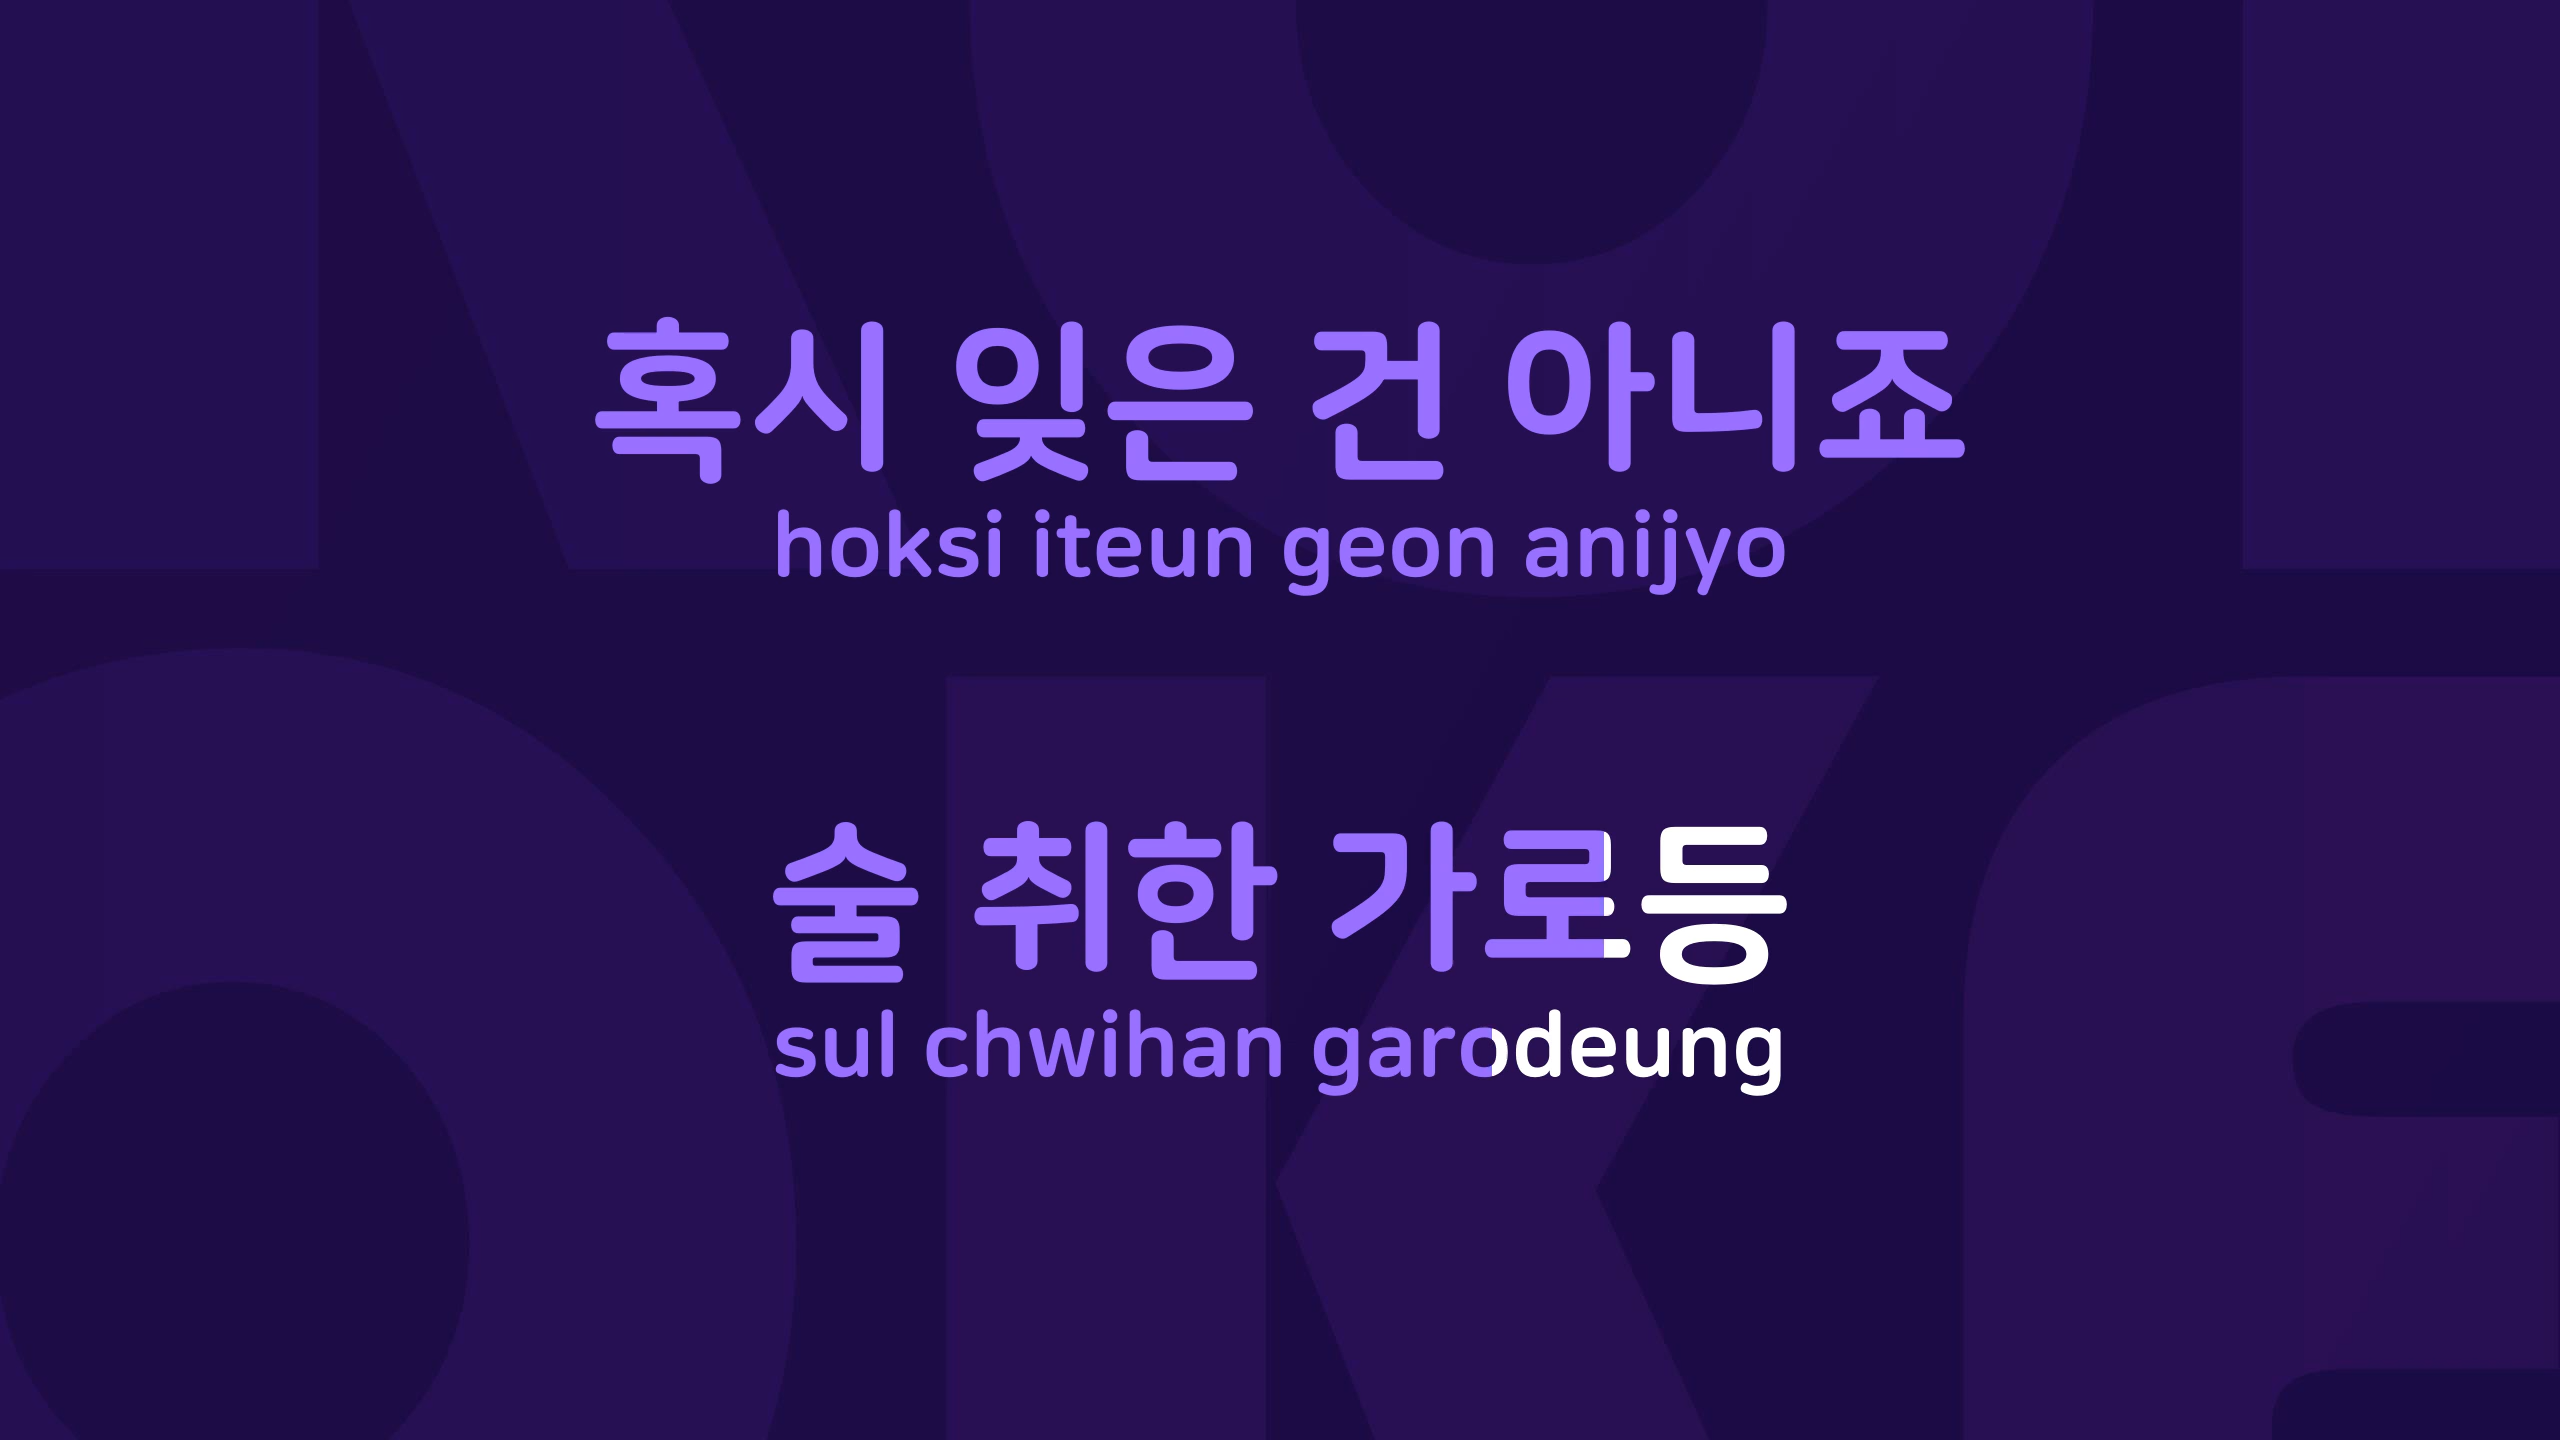 혹시 잊은 건 아니죠
hoksi iteun geon anijyo
술 취한 가로등
sul chwihan garodeung